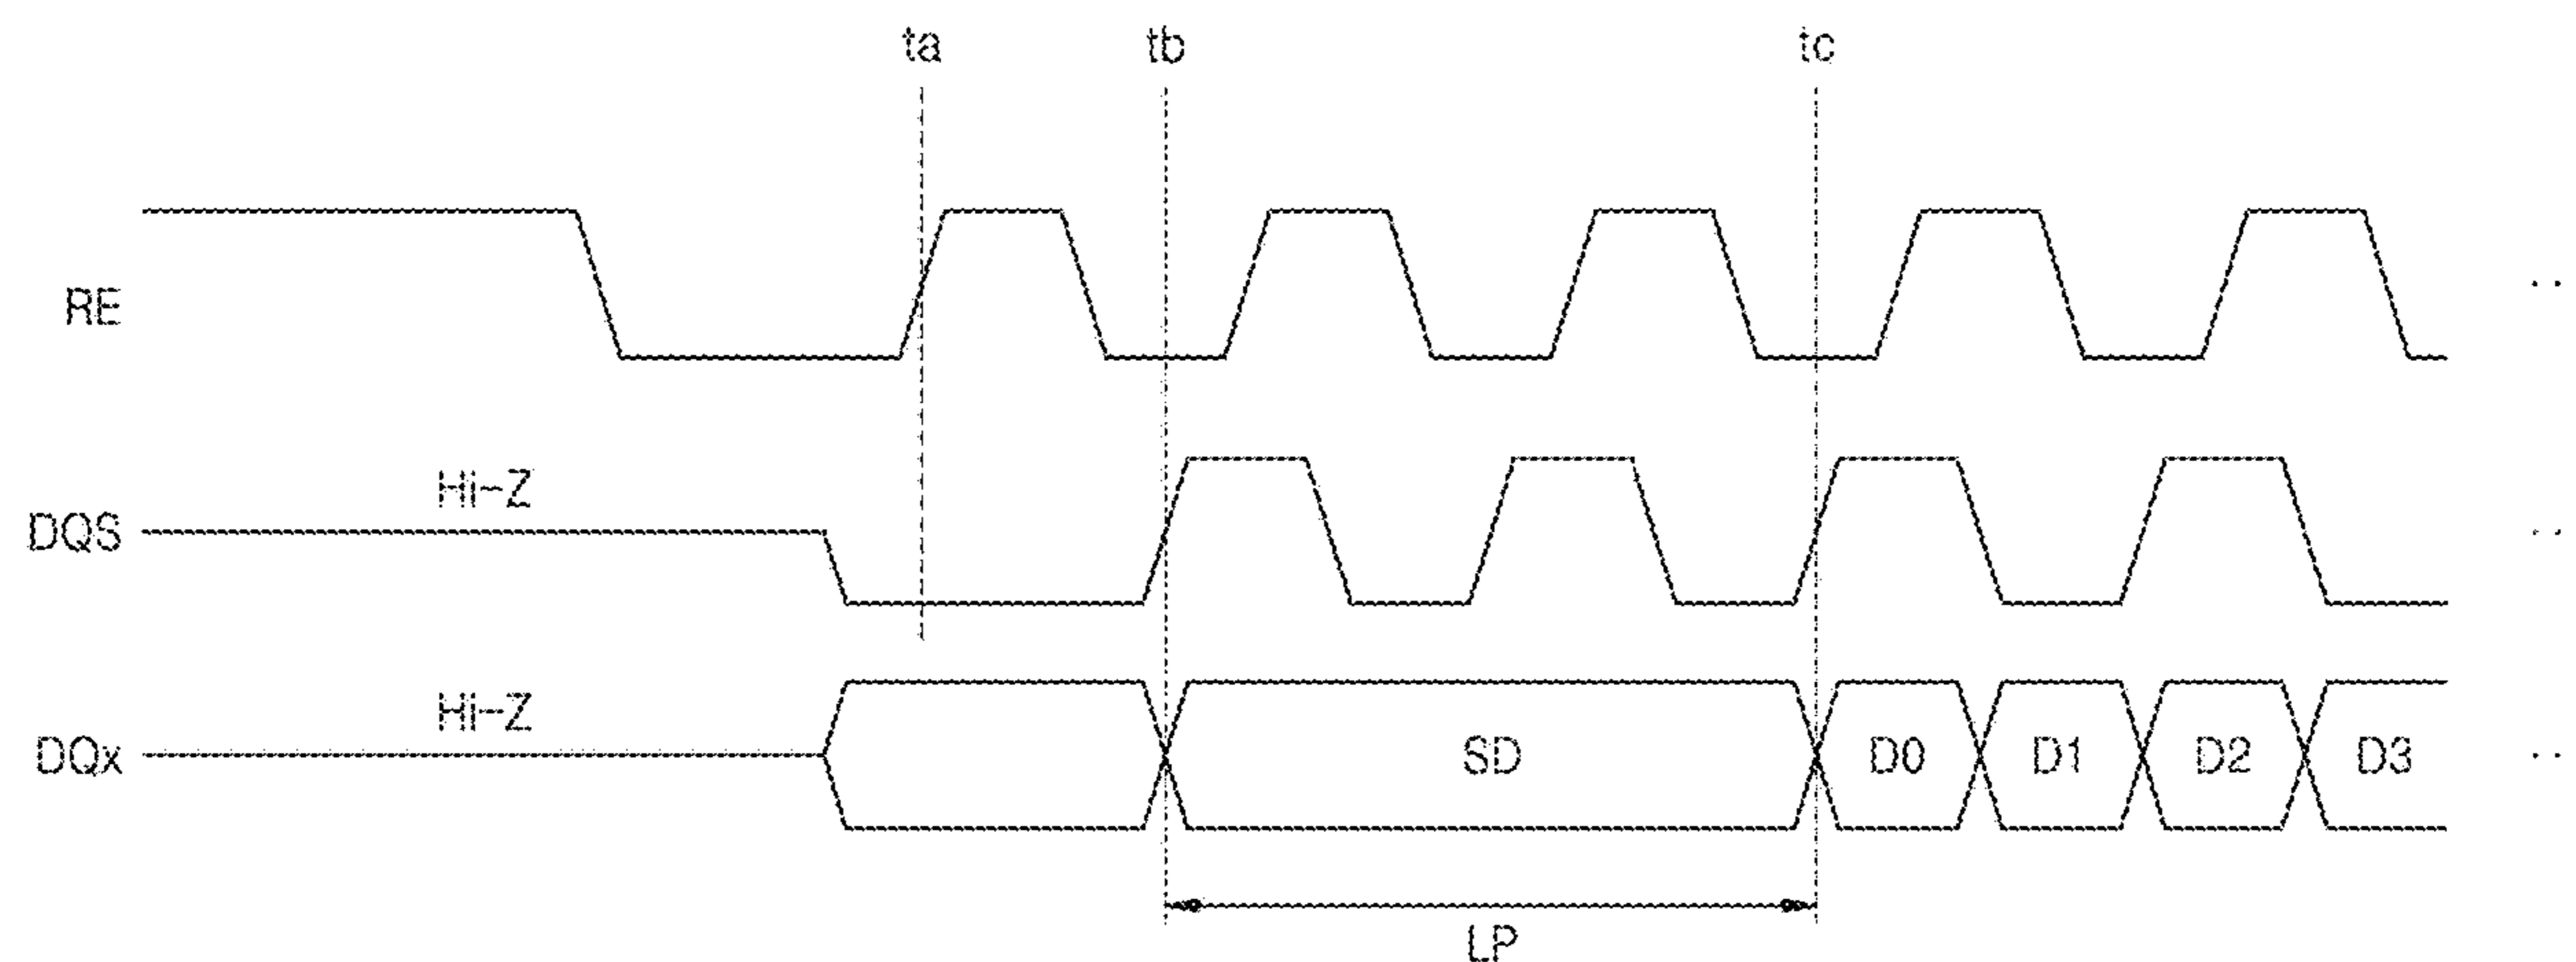 ta tb tc
RE ..
Hi-Z
DQS ..
Hi-Z
DQx SD D0 D1 D2 D3 ..
LP